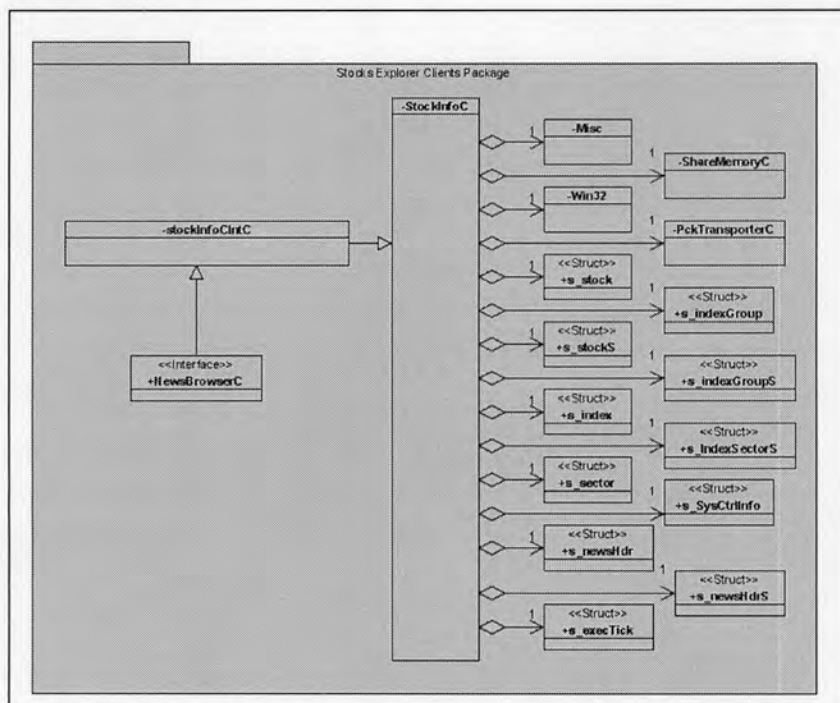 Stocks Explorer Clients Package
-StockInfoC
1
-Misc
1
-ShareMemoryC
1
-Win32
1
-PckTransporterC
-stockInfoCIntC
1
<<Struct>>
+s_stock
1
<<Struct>>
+s_indexGroup
1
<<Struct>>
+s_stockS
<<Interface>>
+NewsBrowserC
1
<<Struct>>
+s_indexGroupS
1
<<Struct>>
+s_index
1
<<Struct>>
+s_IndexSectorS
1
<<Struct>>
+s_sector
1
<<Struct>>
+s_SysCtrlInfo
1
<<Struct>>
+s_newsHdr
1
<<Struct>>
+s_newsHdrS
1
<<Struct>>
+s_execTick